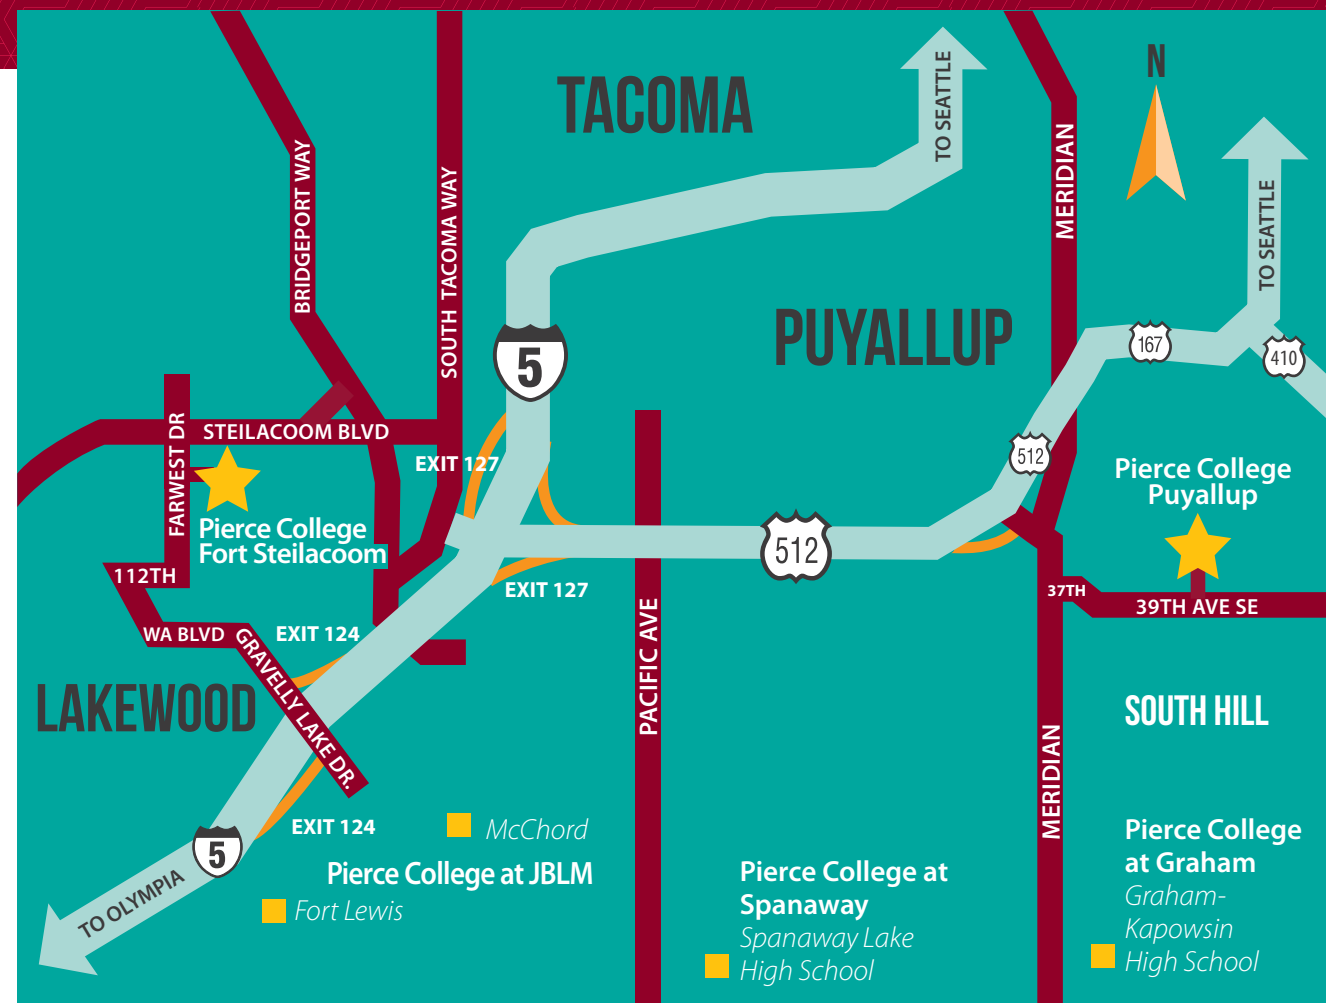 TACOMA
N
TO SEATTLE
MERIDIAN
BRIDGEPORT WAY
SOUTH TACOMA WAY
TO SEATTLE
PUYALLUP
5
167
410
FARWEST DR
STEILACOOM BLVD
EXIT 127
512
Pierce College
Puyallup
Pierce College
Fort Steilacoom
512
112TH
EXIT 127
37TH
39TH AVE SE
WA BLVD
GRAVELLY LAKE DR.
EXIT 124
PACIFIC AVE
LAKEWOOD
SOUTH HILL
MERIDIAN
EXIT 124
McChord
5
Pierce College at JBLM
Fort Lewis
TO OLYMPIA
Pierce College at
Spanaway
Spanaway Lake
High School
Pierce College
at Graham
Graham-
Kapowsin
High School